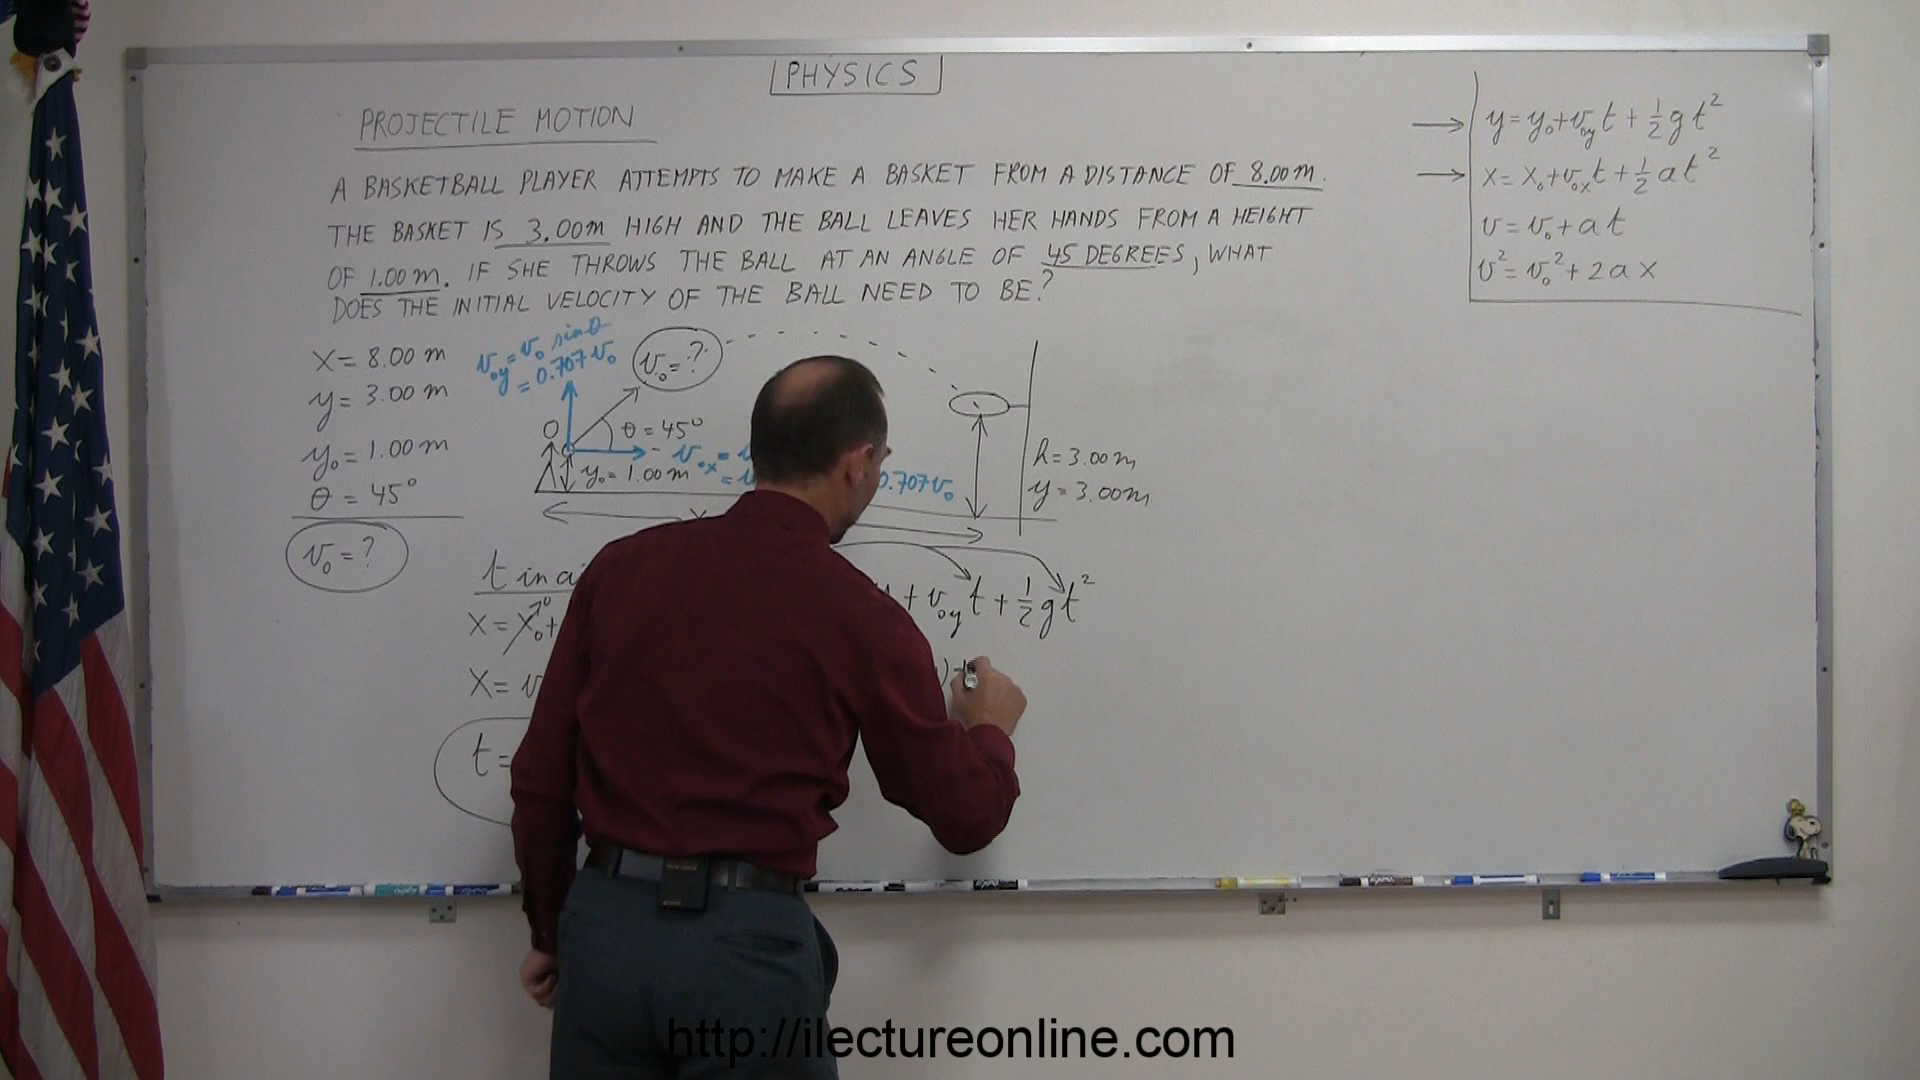 PHYSICS
PROJECTILE MOTION
A BASKETBALL PLAYER ATTEMPTS TO MAKE A BASKET FROM A DISTANCE OF 8.00 m.
THE BASKET IS 3.00m HIGH AND THE BALL LEAVES HER HANDS FROM A HEIGHT
OF 1.00 m. IF SHE THROWS THE BALL AT AN ANGLE OF 45 DEGREES, WHAT
DOES THE INITIAL VELOCITY OF THE BALL NEED TO BE?
y = y₀ + v₀y t + ½ g t²
x = x₀ + v₀x t + ½ a t²
v = v₀ + a t
v² = v₀² + 2 a x
x = 8.00 m
y = 3.00 m
y₀ = 1.00 m
θ = 45°
v₀ = ?
v₀y = v₀ sin θ
= 0.707 v₀
v₀ = ?
θ = 45°
v₀x =
=
0.707 v₀
y₀ = 1.00 m
h = 3.00 m
y = 3.00 m
x
t in
x = x₀ +
0
x =
t =
+ v₀y t + ½ g t²
) t
http://ilectureonline.com